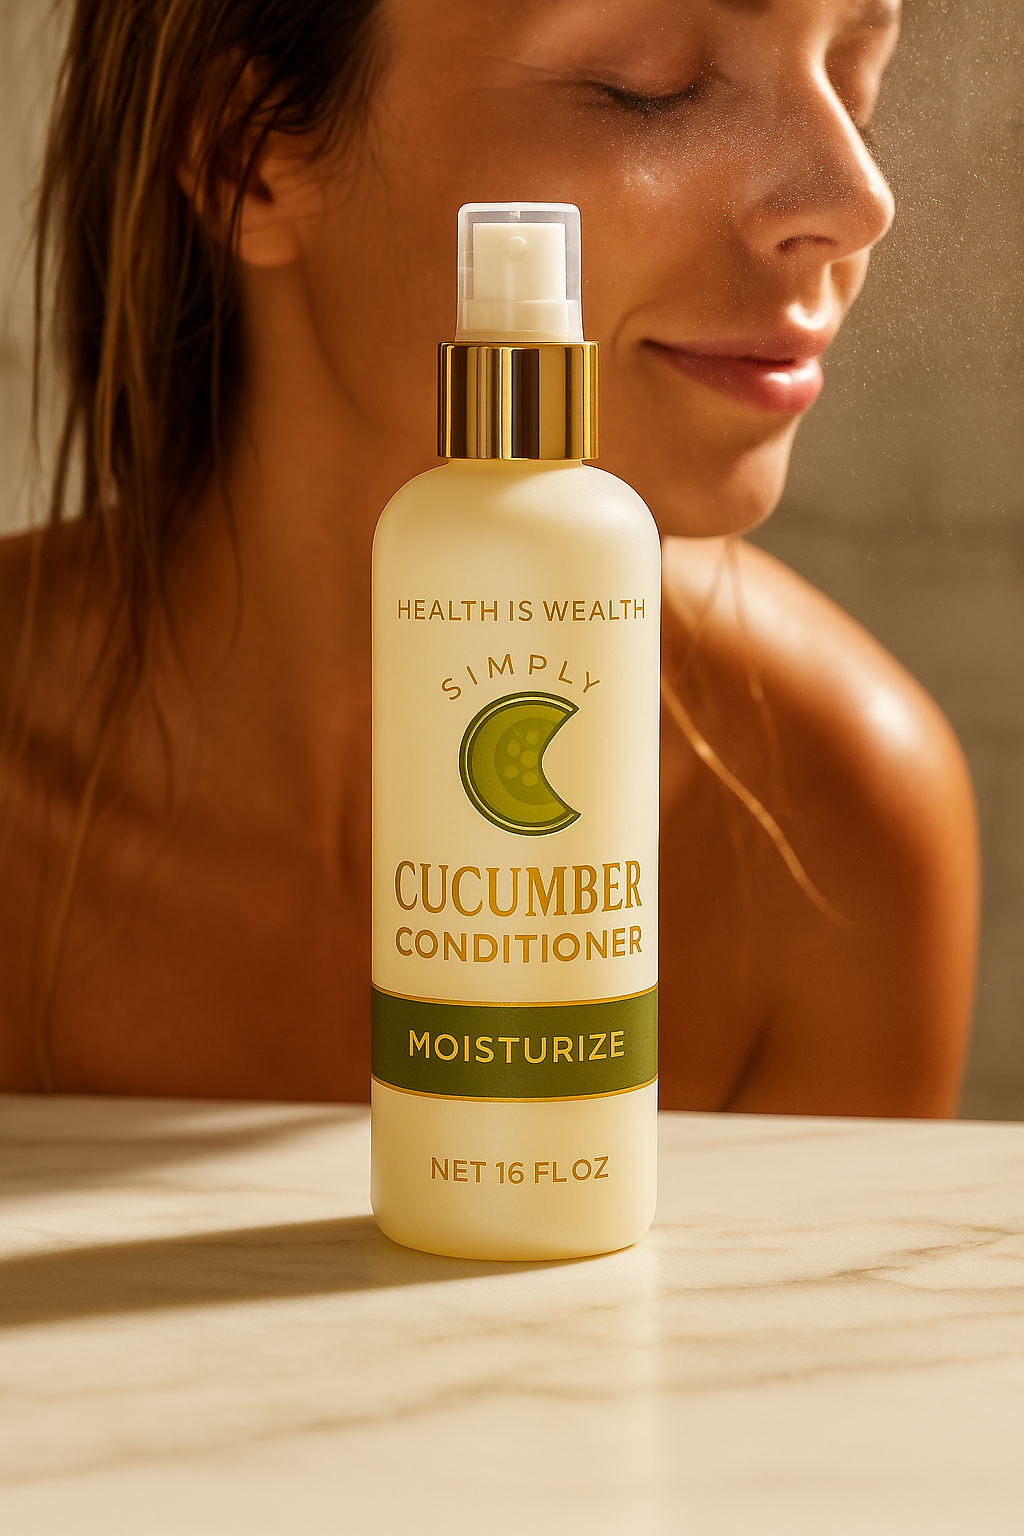 HEALTH IS WEALTH
SIMPLY
CUCUMBER
CONDITIONER
MOISTURIZE
NET 16 FL OZ